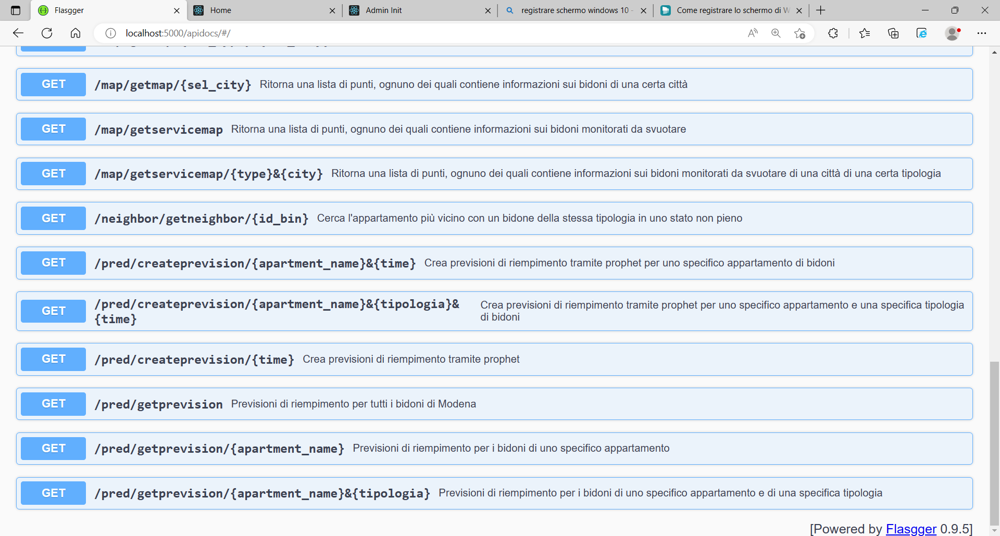 Flasgger
Home
Admin Init
registrare schermo windows 10 -
Come registrare lo schermo di W
localhost:5000/apidocs/#/
GET /map/getmap/{sel_city} Ritorna una lista di punti, ognuno dei quali contiene informazioni sui bidoni di una certa città
GET /map/getservicemap Ritorna una lista di punti, ognuno dei quali contiene informazioni sui bidoni monitorati da svuotare
GET /map/getservicemap/{type}&{city} Ritorna una lista di punti, ognuno dei quali contiene informazioni sui bidoni monitorati da svuotare di una città di una certa tipologia
GET /neighbor/getneighbor/{id_bin} Cerca l'appartamento più vicino con un bidone della stessa tipologia in uno stato non pieno
GET /pred/createprevision/{apartment_name}&{time} Crea previsioni di riempimento tramite prophet per uno specifico appartamento di bidoni
GET /pred/createprevision/{apartment_name}&{tipologia}&
{time}
Crea previsioni di riempimento tramite prophet per uno specifico appartamento e una specifica tipologia
di bidoni
GET /pred/createprevision/{time} Crea previsioni di riempimento tramite prophet
GET /pred/getprevision Previsioni di riempimento per tutti i bidoni di Modena
GET /pred/getprevision/{apartment_name} Previsioni di riempimento per i bidoni di uno specifico appartamento
GET /pred/getprevision/{apartment_name}&{tipologia} Previsioni di riempimento per i bidoni di uno specifico appartamento e di una specifica tipologia
[Powered by Flasgger 0.9.5]